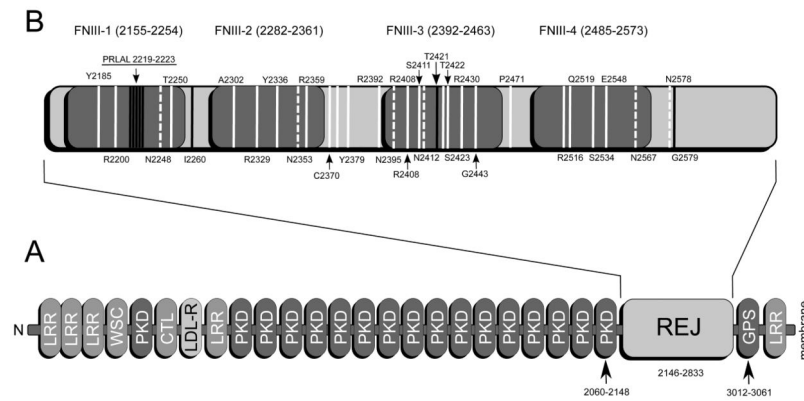 B
FNIII-1 (2155-2254) FNIII-2 (2282-2361) FNIII-3 (2392-2463) FNIII-4 (2485-2573)
PRLAL 2219-2223
T2421
S2411 T2422
Y2185 T2250 A2302 Y2336 R2359 R2392 R2408 R2430 P2471 Q2519 E2548 N2578
R2200 N2248 I2260 R2329 N2353 Y2379 N2395 N2412 S2423 R2516 S2534 N2567 G2579
C2370 R2408 G2443
A
N LRR LRR LRR WSC PKD CTL LDL-R LRR PKD PKD PKD PKD PKD PKD PKD PKD PKD PKD PKD PKD PKD PKD PKD REJ GPS LRR membrane
2146-2833
2060-2148 3012-3061